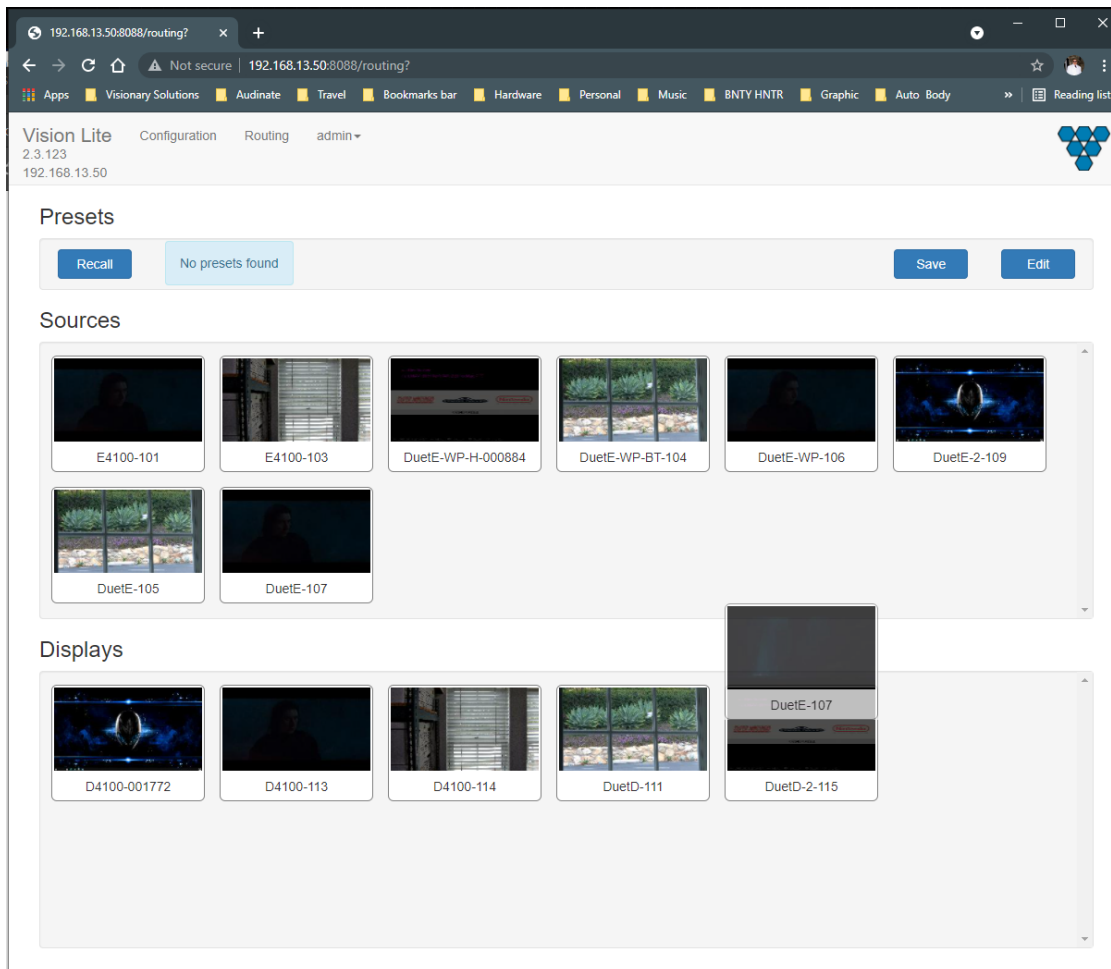 192.168.13.50:8088/routing?
Not secure | 192.168.13.50:8088/routing?
Apps Visionary Solutions Audinate Travel Bookmarks bar Hardware Personal Music BNTY HNTR Graphic Auto Body » Reading list
Vision Lite Configuration Routing admin
2.3.123
192.168.13.50
Presets
Recall No presets found Save Edit
Sources
E4100-101 E4100-103 DuetE-WP-H-000884 DuetE-WP-BT-104 DuetE-WP-106 DuetE-2-109
DuetE-105 DuetE-107
Displays
DuetE-107
D4100-001772 D4100-113 D4100-114 DuetD-111 DuetD-2-115